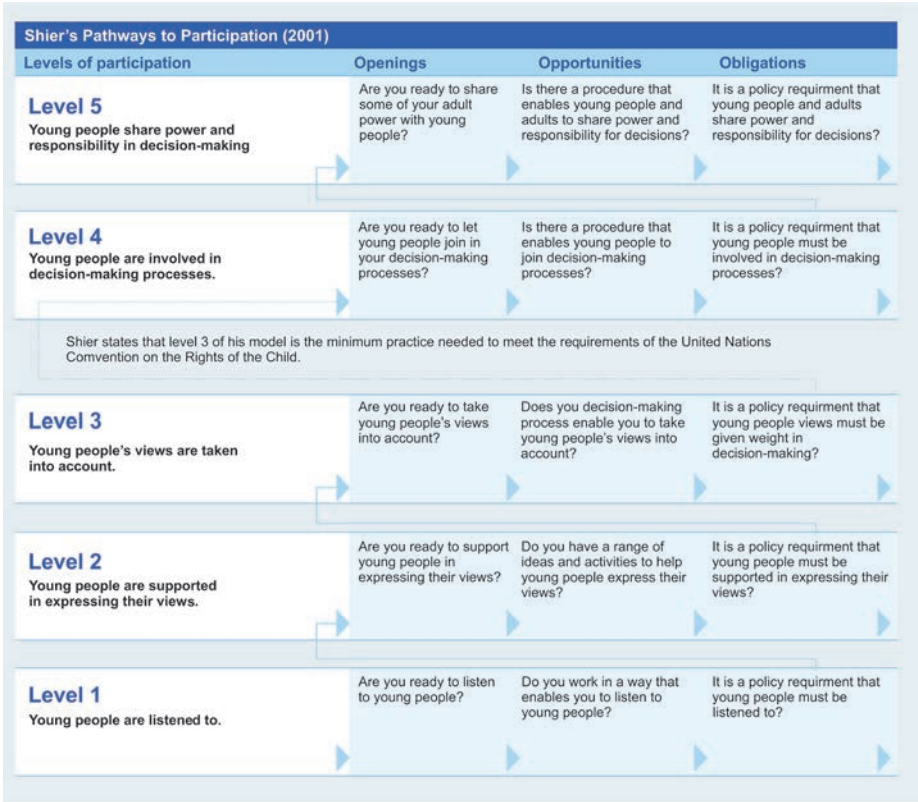 Shier's Pathways to Participation (2001)
Levels of participation
Openings
Opportunities
Obligations
Level 5
Young people share power and
responsibility in decision-making
Are you ready to share
some of your adult
power with young
people?
Is there a procedure that
enables young people and
adults to share power and
responsibility for decisions?
It is a policy requirment that
young people and adults
share power and
responsibility for decisions?
Level 4
Young people are involved in
decision-making processes.
Are you ready to let
young people join in
your decision-making
processes?
Is there a procedure that
enables young people to
join decision-making
processes?
It is a policy requirment that
young people must be
involved in decision-making
processes?
Shier states that level 3 of his model is the minimum practice needed to meet the requirements of the United Nations
Comvention on the Rights of the Child.
Level 3
Young people's views are taken
into account.
Are you ready to take
young people's views
into account?
Does you decision-making
process enable you to take
young people's views into
account?
It is a policy requirment that
young people views must be
given weight in
decision-making?
Level 2
Young people are supported
in expressing their views.
Are you ready to support
young people in
expressing their views?
Do you have a range of
ideas and activities to help
young poeple express their
views?
It is a policy requirment that
young people must be
supported in expressing their
views?
Level 1
Young people are listened to.
Are you ready to listen
to young people?
Do you work in a way that
enables you to listen to
young people?
It is a policy requirment that
young people must be
listened to?